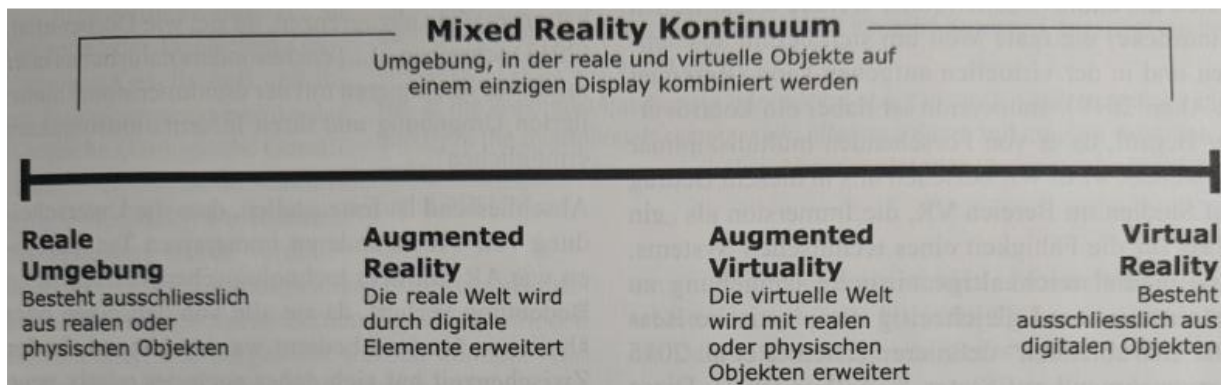 Mixed Reality Kontinuum
Umgebung, in der reale und virtuelle Objekte auf
einem einzigen Display kombiniert werden
Reale
Umgebung
Besteht ausschliesslich
aus realen oder
physischen Objekten
Augmented
Reality
Die reale Welt wird
durch digitale
Elemente erweitert
Augmented
Virtuality
Die virtuelle Welt
wird mit realen
oder physischen
Objekten erweitert
Virtual
Reality
Besteht
ausschliesslich aus
digitalen Objekten